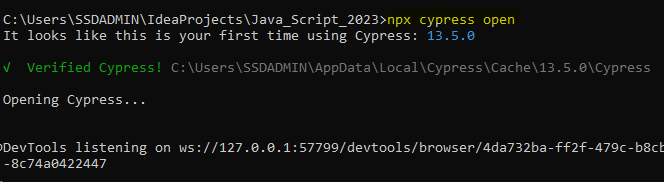 C:\Users\SSDADMIN\IdeaProjects\Java_Script_2023>npx cypress open
It looks like this is your first time using Cypress: 13.5.0
√  Verified Cypress! C:\Users\SSDADMIN\AppData\Local\Cypress\Cache\13.5.0\Cypress
Opening Cypress...
DevTools listening on ws://127.0.0.1:57799/devtools/browser/4da732ba-ff2f-479c-b8cb
-8c74a0422447